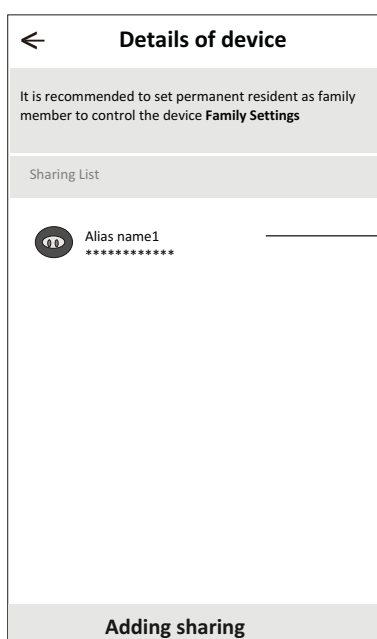 Details of device
It is recommended to set permanent resident as family
member to control the device Family Settings
Sharing List
Alias name1
************
Adding sharing